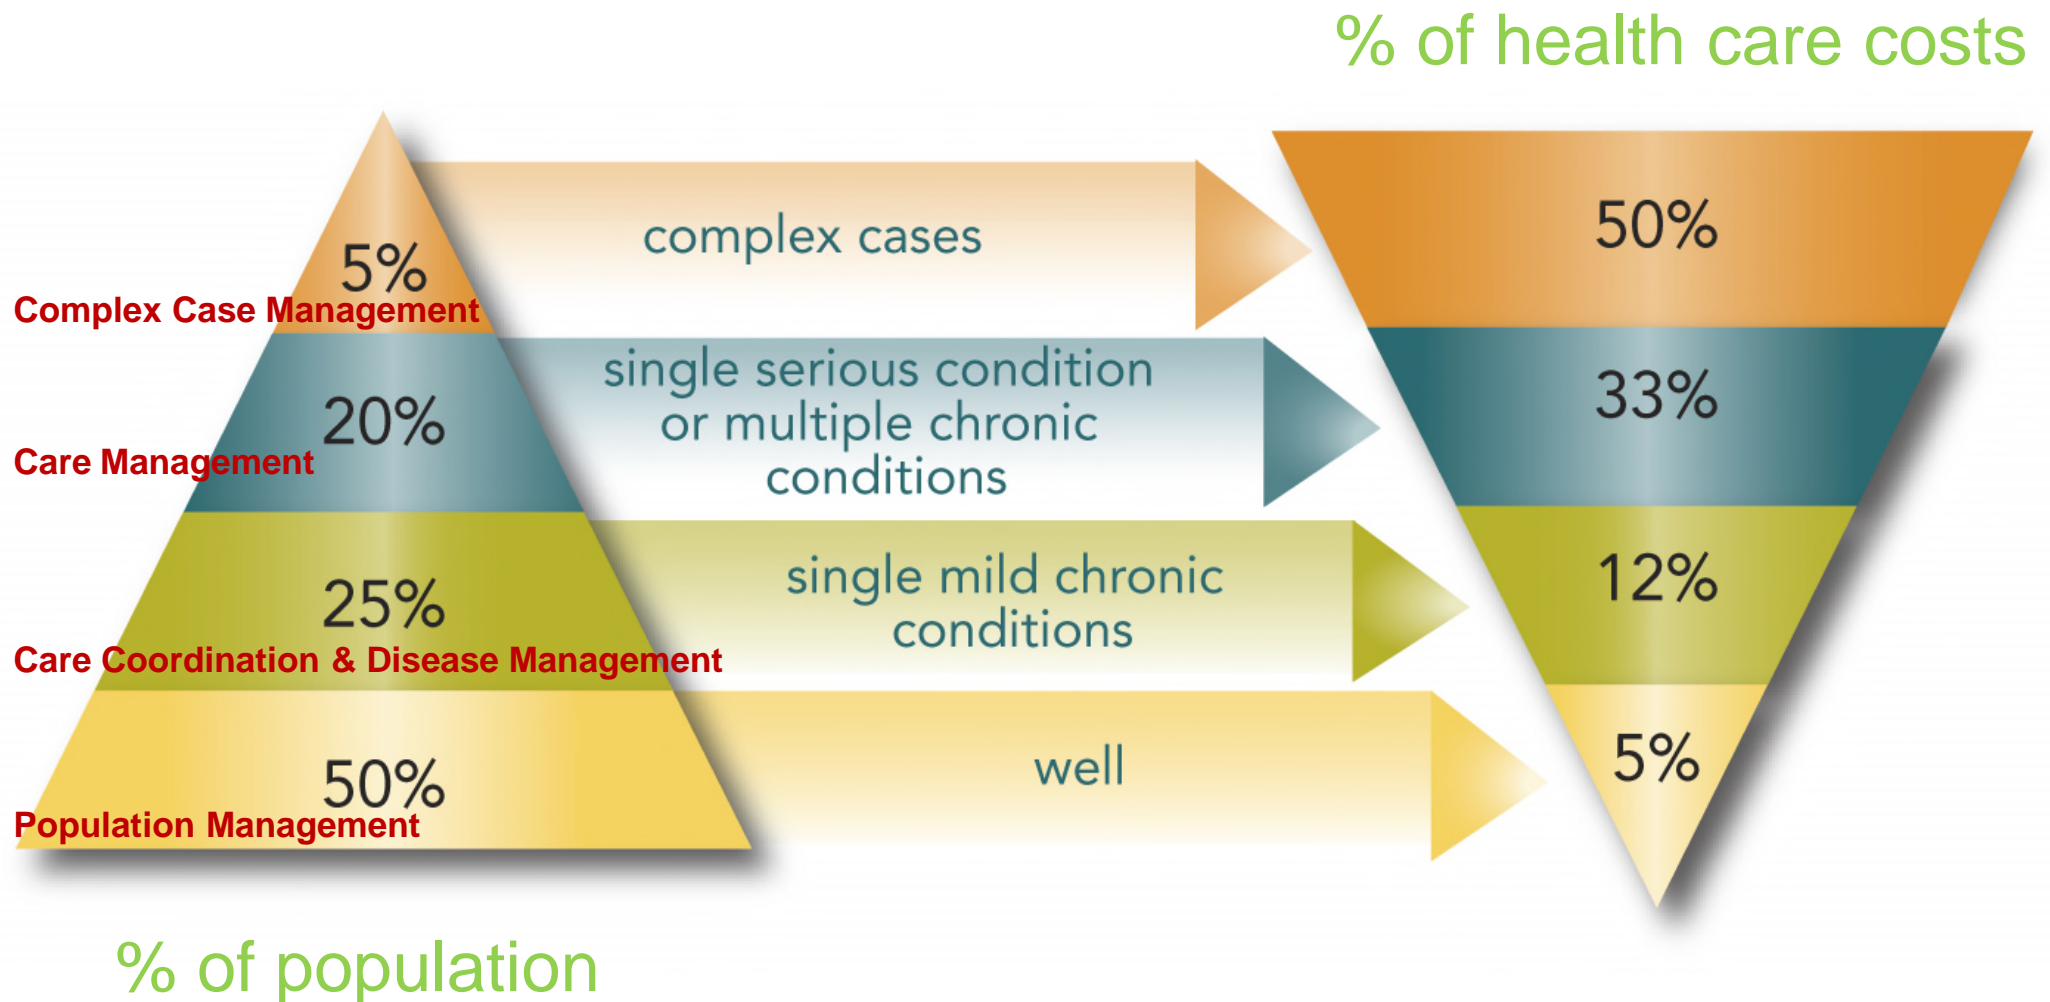 % of health care costs
5%
complex cases
50%
Complex Case Management
20%
single serious condition
or multiple chronic
conditions
33%
Care Management
25%
single mild chronic
conditions
12%
Care Coordination & Disease Management
50%
well
5%
Population Management
% of population